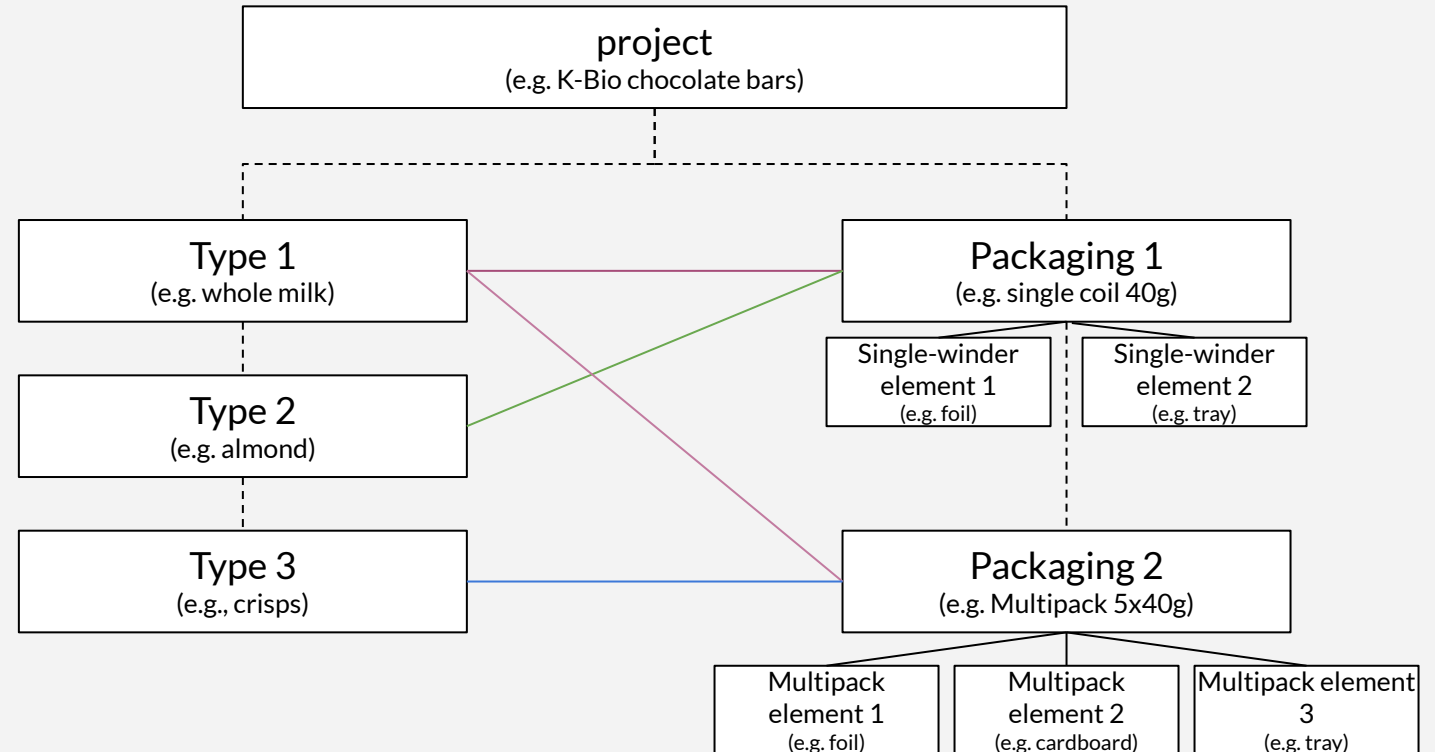 project
(e.g. K-Bio chocolate bars)
Type 1
(e.g. whole milk)
Packaging 1
(e.g. single coil 40g)
Single-winder
element 1
(e.g. foil)
Single-winder
element 2
(e.g. tray)
Type 2
(e.g. almond)
Type 3
(e.g., crisps)
Packaging 2
(e.g. Multipack 5x40g)
Multipack
element 1
(e.g. foil)
Multipack
element 2
(e.g. cardboard)
Multipack element
3
(e.g. tray)